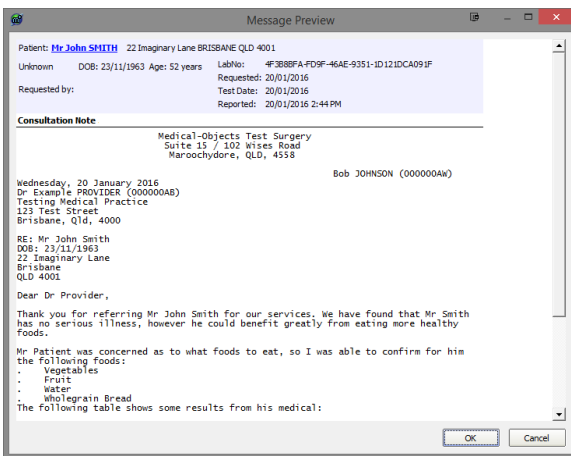 Message Preview
Patient: Mr John SMITH 22 Imaginary Lane BRISBANE QLD 4001
Unknown DOB: 23/11/1963 Age: 52 years LabNo: 4F3B8BFA-FD9F-46AE-9351-1D121DCA091F
Requested: 20/01/2016
Requested by: Test Date: 20/01/2016
Reported: 20/01/2016 2:44 PM
Consultation Note
Medical-Objects Test Surgery
Suite 15 / 102 Wises Road
Maroochydore, QLD, 4558
Bob JOHNSON (000000AW)
Wednesday, 20 January 2016
Dr Example PROVIDER (000000AB)
Testing Medical Practice
123 Test Street
Brisbane, Qld, 4000
RE: Mr John Smith
DOB: 23/11/1963
22 Imaginary Lane
Brisbane
QLD 4001
Dear Dr Provider,
Thank you for referring Mr John Smith for our services. We have found that Mr Smith
has no serious illness, however he could benefit greatly from eating more healthy
foods.
Mr Patient was concerned as to what foods to eat, so I was able to confirm for him
the following foods:
. Vegetables
. Fruit
. Water
. Wholegrain Bread
The following table shows some results from his medical:
OK Cancel